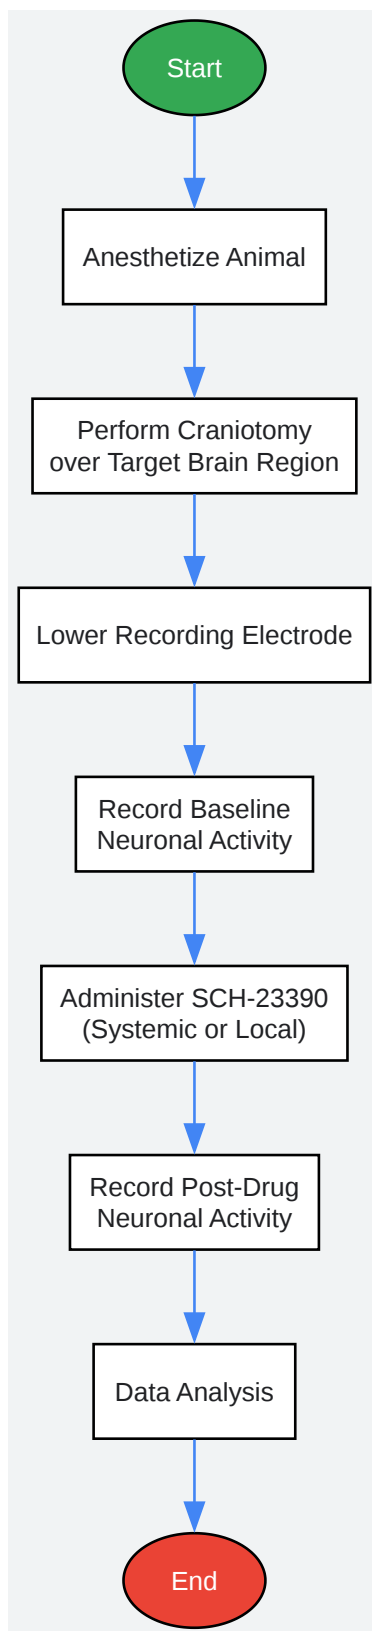 Start
Anesthetize Animal
Perform Craniotomy
over Target Brain Region
Lower Recording Electrode
Record Baseline
Neuronal Activity
Administer SCH-23390
(Systemic or Local)
Record Post-Drug
Neuronal Activity
Data Analysis
End